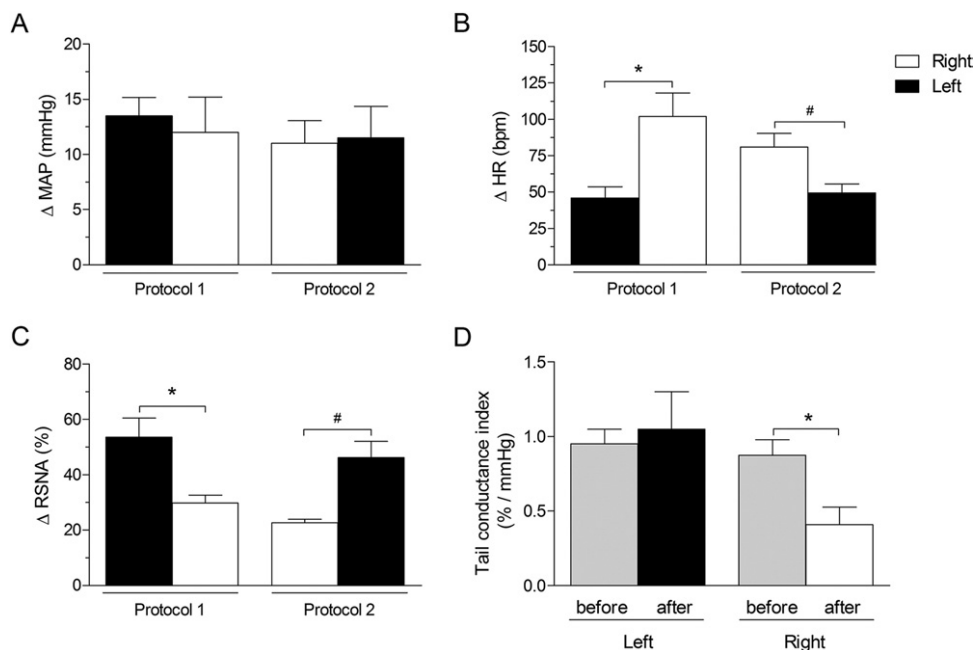 A
Δ MAP (mmHg)
20
15
10
5
0
Protocol 1
Protocol 2
B
Δ HR (bpm)
150
125
100
75
50
25
0
*
#
Protocol 1
Protocol 2
Right
Left
C
Δ RSNA (%)
80
60
40
20
0
*
#
Protocol 1
Protocol 2
D
Tail conductance index
(% / mmHg)
1.5
1.0
0.5
0.0
*
before
after
before
after
Left
Right